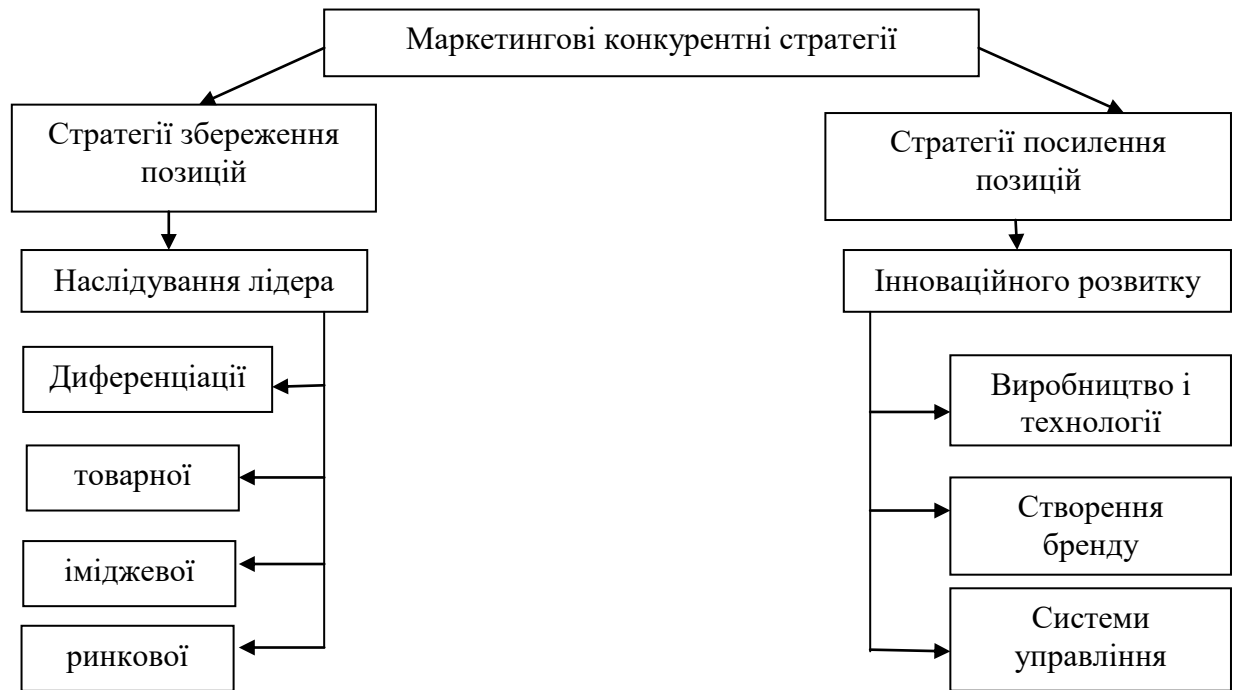 Маркетингові конкурентні стратегії
Стратегії збереження
позицій
Стратегії посилення
позицій
Наслідування лідера
Інноваційного розвитку
Диференціації
товарної
іміджевої
ринкової
Виробництво і
технології
Створення
бренду
Системи
управління